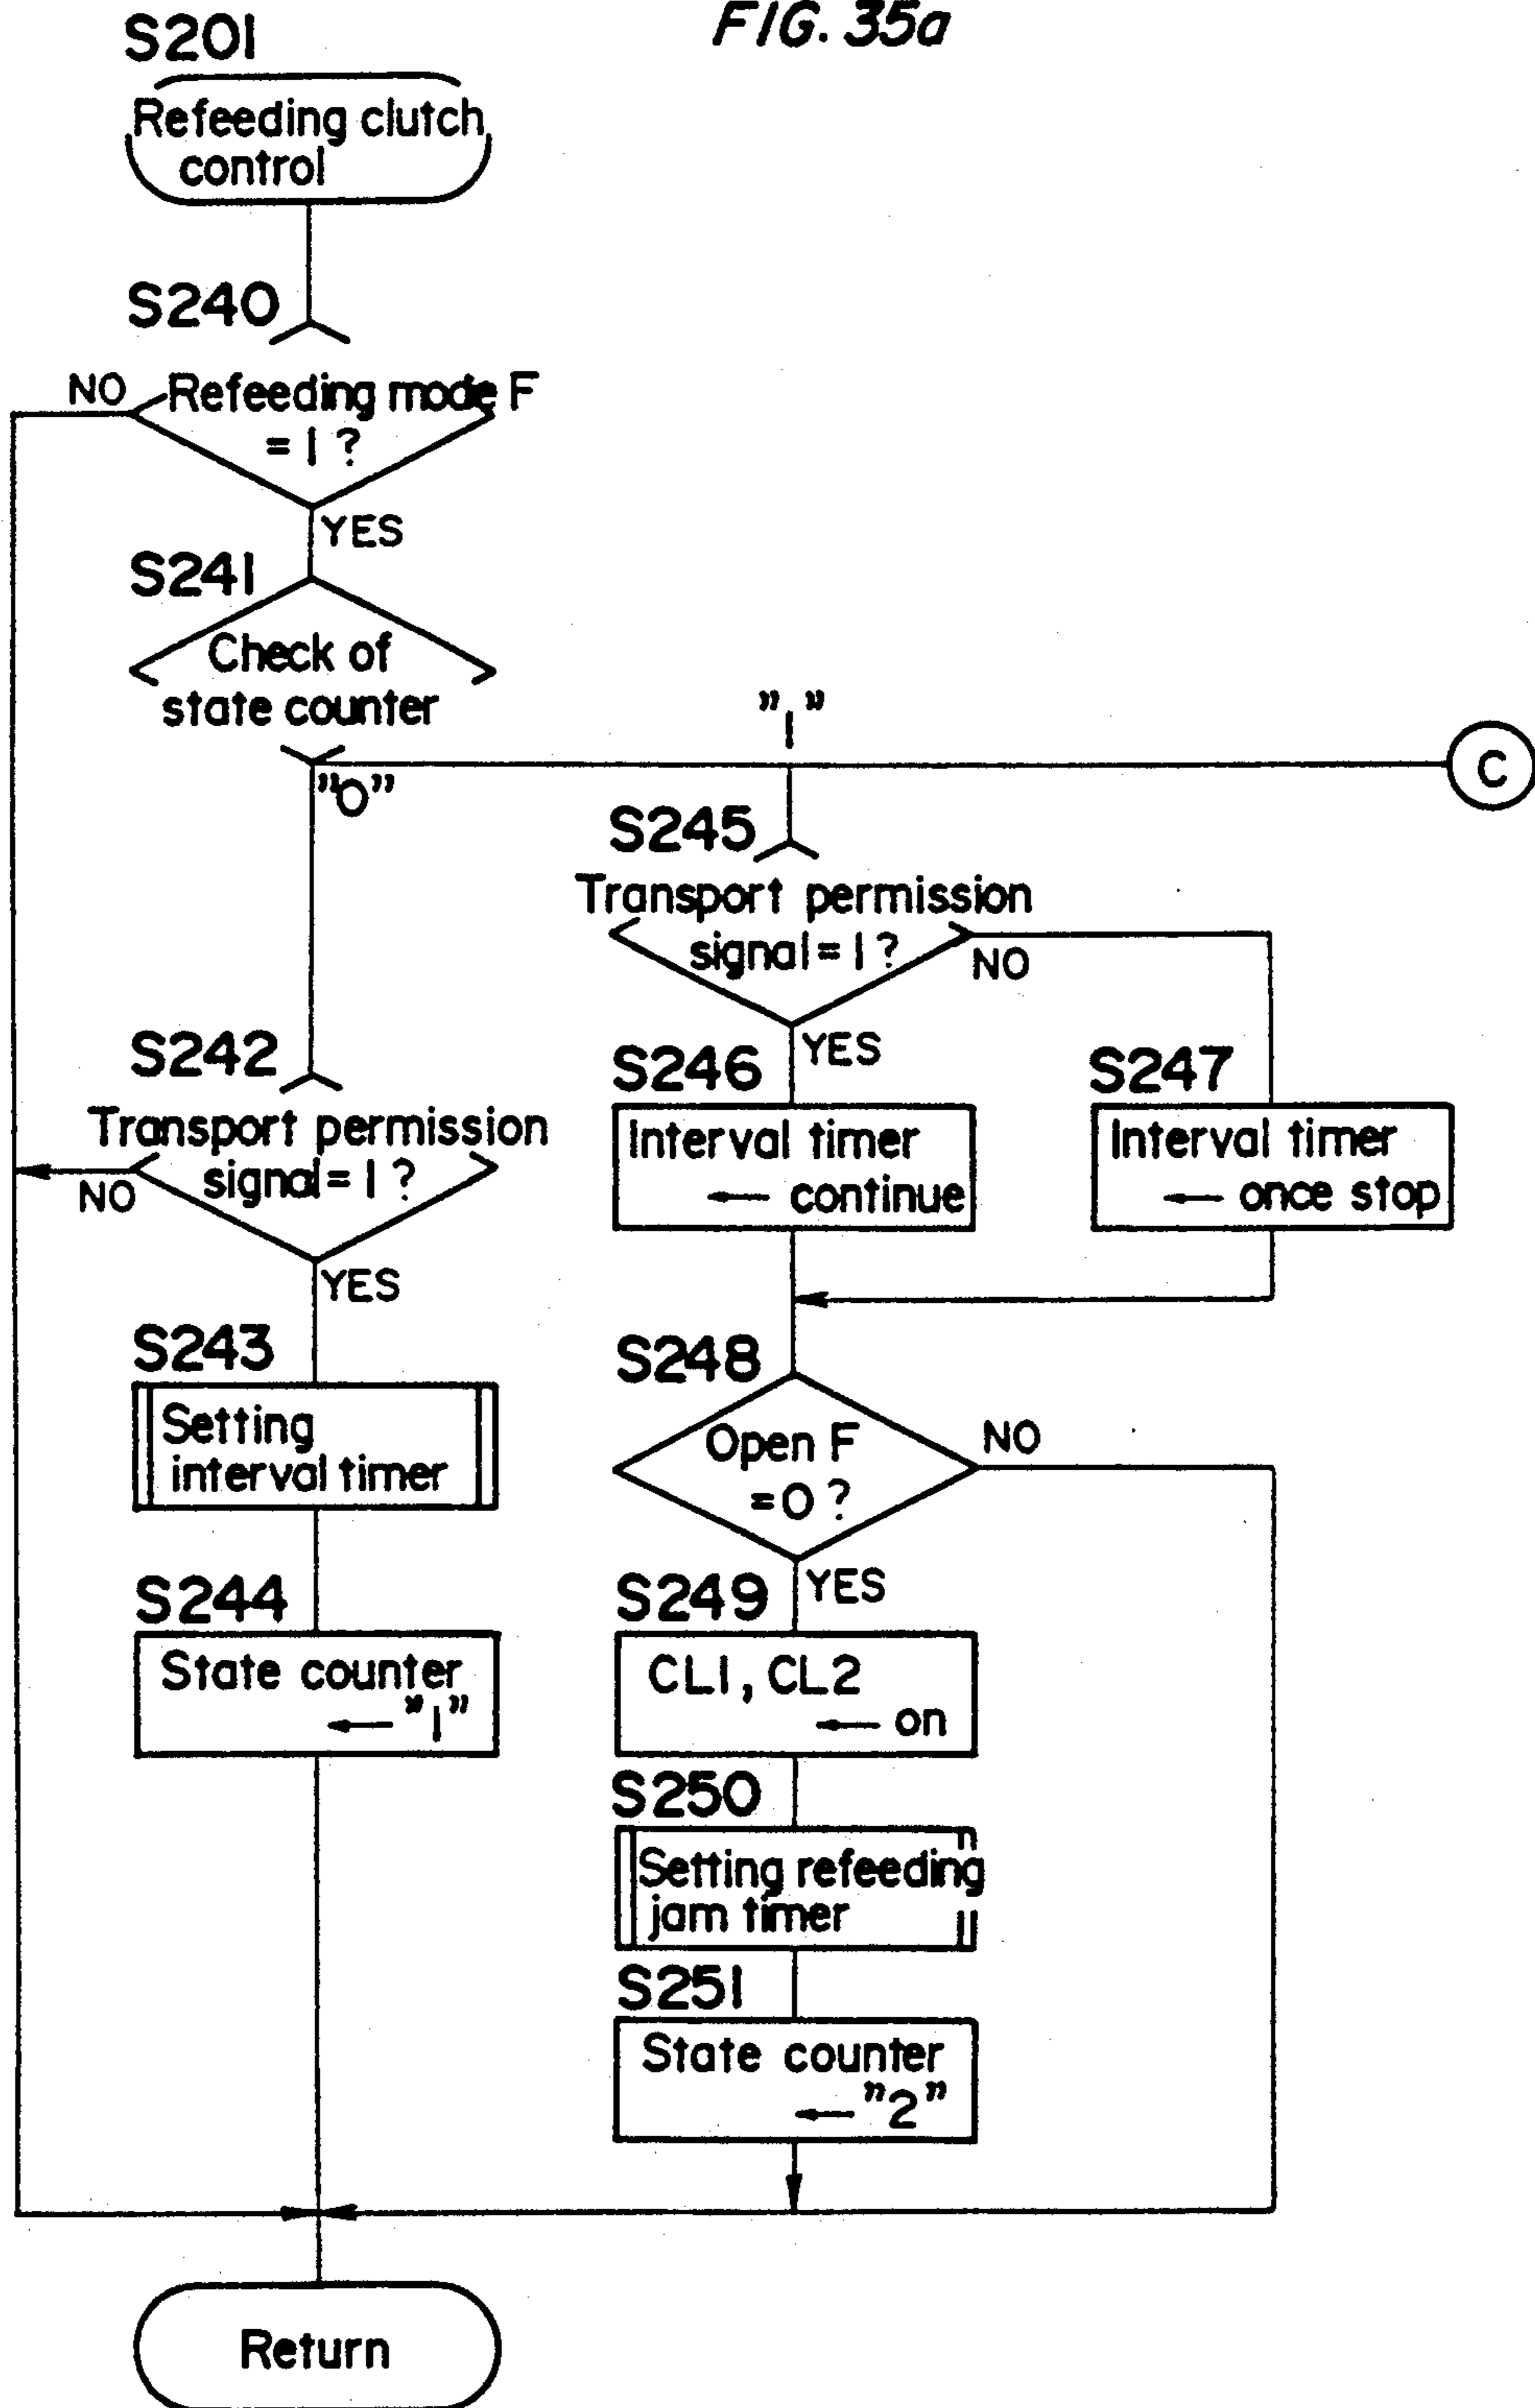 FIG. 35a
S201
Refeeding clutch
control
S240
NO
Refeeding mode F
= 1 ?
YES
S241
Check of
state counter
"0"
"1"
C
S245
Transport permission
signal = 1 ?
NO
YES
S242
Transport permission
signal = 1 ?
NO
YES
S246
Interval timer
← continue
S247
Interval timer
← once stop
S243
Setting
interval timer
S248
Open F
= 0 ?
NO
YES
S244
State counter
← "1"
S249
CL1, CL2
← on
S250
Setting refeeding
jam timer
S251
State counter
← "2"
Return